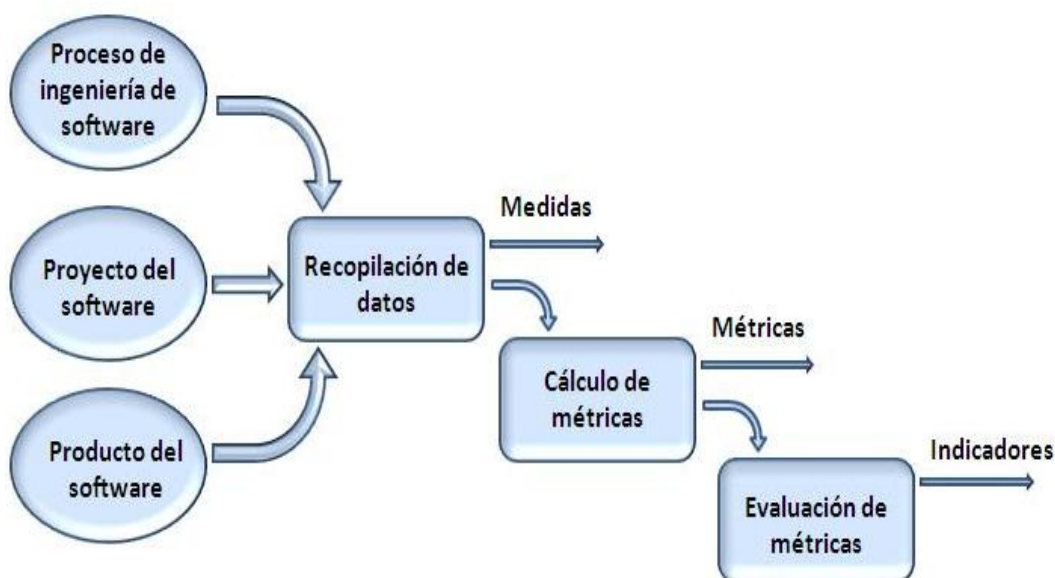 Proceso de
ingeniería de
software
Proyecto del
software
Producto del
software
Recopilación de
datos
Medidas
Cálculo de
métricas
Métricas
Evaluación de
métricas
Indicadores